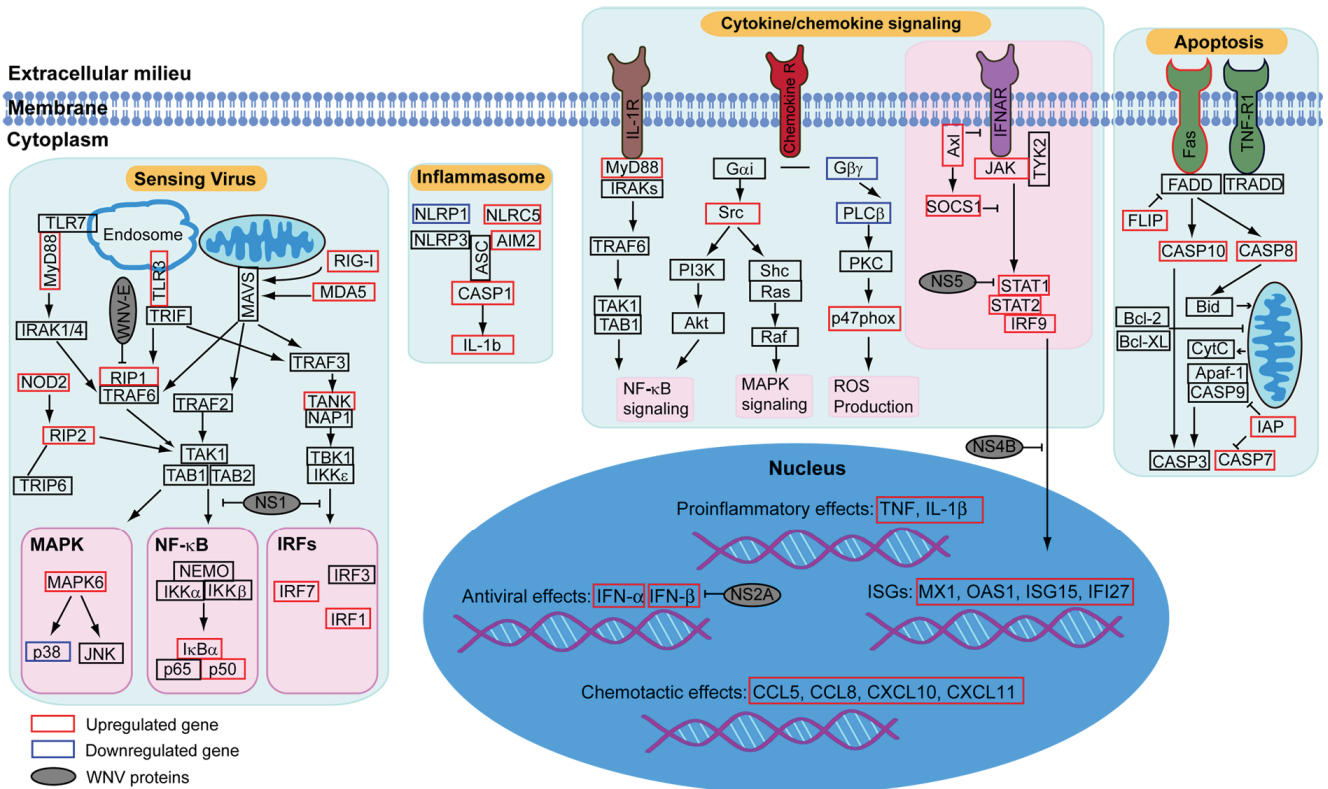 Extracellular milieu
Membrane
Cytoplasm
Sensing Virus
TLR7
Endosome
MyD88
TLR3
WNV-E
TRIF
MAVS
RIG-I
MDA5
IRAK1/4
TRAF3
NOD2
RIP1
TRAF6
TRAF2
TANK
NAP1
RIP2
TAK1
TAB1
TAB2
TBK1
IKKε
TRIP6
NS1
MAPK
MAPK6
p38
JNK
NF-κB
NEMO
IKKα
IKKβ
IκBα
p65
p50
IRFs
IRF3
IRF7
IRF1
Upregulated gene
Downregulated gene
WNV proteins
Inflammasome
NLRP1
NLRC5
NLRP3
ASC
AIM2
CASP1
IL-1b
Cytokine/chemokine signaling
IL-1R
MyD88
IRAKs
TRAF6
TAK1
TAB1
NF-κB
signaling
Chemokine R
Gαi
Gβγ
Src
PLCβ
PI3K
Shc
Ras
PKC
Akt
Raf
p47phox
MAPK
signaling
ROS
Production
IFNAR
Axl
JAK
TYK2
SOCS1
NS5
STAT1
STAT2
IRF9
NS4B
Apoptosis
Fas
TNF-R1
FADD
TRADD
FLIP
CASP10
CASP8
Bid
Bcl-2
Bcl-XL
CytC
Apaf-1
CASP9
IAP
CASP3
CASP7
Nucleus
Proinflammatory effects: TNF, IL-1β
Antiviral effects: IFN-α IFN-β
NS2A
ISGs: MX1, OAS1, ISG15, IFI27
Chemotactic effects: CCL5, CCL8, CXCL10, CXCL11